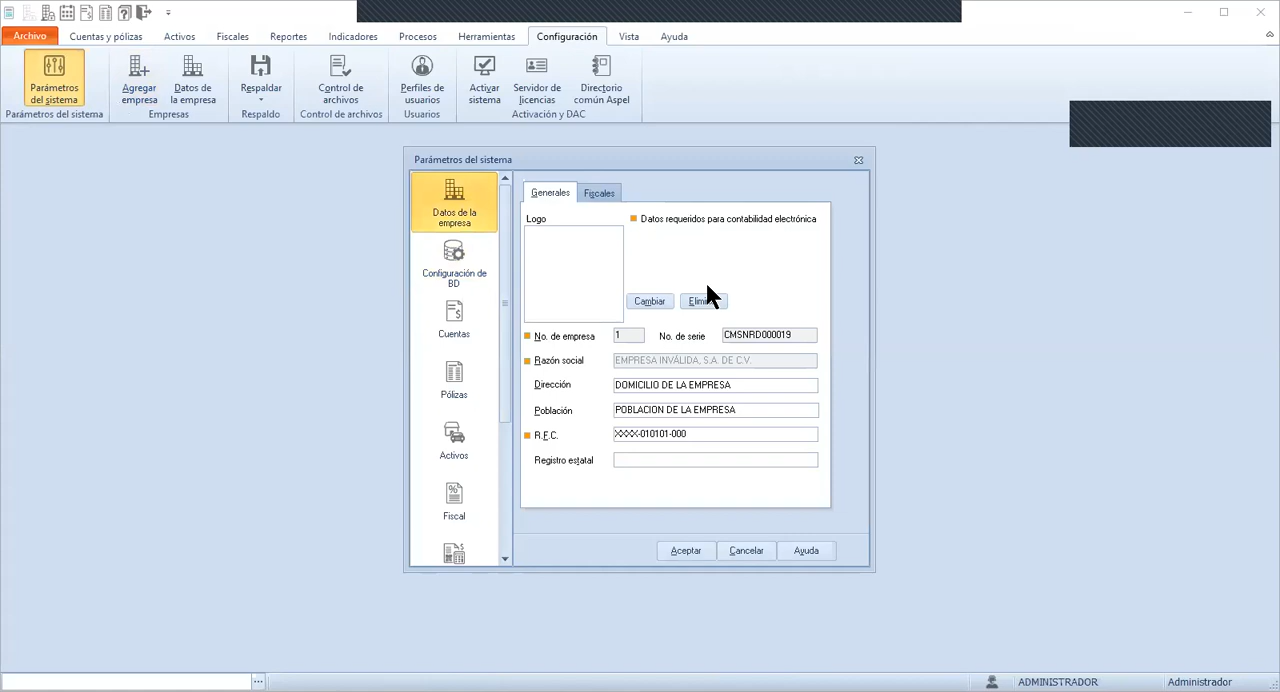 Archivo Cuentas y pólizas Activos Fiscales Reportes Indicadores Procesos Herramientas Configuración Vista Ayuda
Parámetros del sistema
Agregar empresa
Datos de la empresa
Respaldar
Control de archivos
Perfiles de usuarios
Activar sistema
Servidor de licencias
Directorio común Aspel
Parámetros del sistema Empresas Respaldo Control de archivos Usuarios Activación y DAC
Parámetros del sistema
Datos de la empresa
Configuración de BD
Cuentas
Pólizas
Activos
Fiscal
Generales Fiscales
Logo Datos requeridos para contabilidad electrónica
Cambiar
No. de empresa 1 No. de serie CMSNRD000019
Razón social EMPRESA INVÁLIDA, S.A. DE C.V.
Dirección DOMICILIO DE LA EMPRESA
Población POBLACION DE LA EMPRESA
R.F.C. XXXX-010101-000
Registro estatal
Aceptar Cancelar Ayuda
... ADMINISTRADOR Administrador